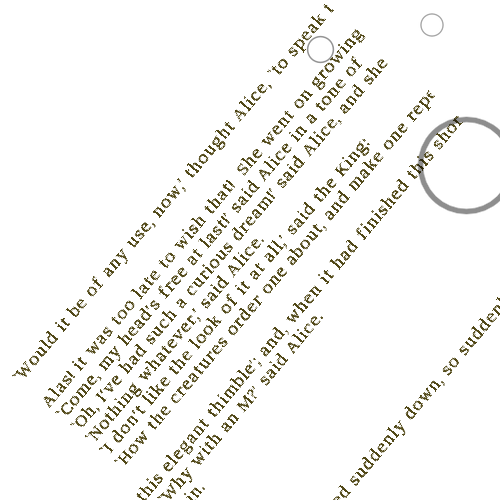 `Would it be of any use, now,' thought Alice, `to speak t
Alas! it was too late to wish that! She went on growing
`Come, my head's free at last!' said Alice in a tone of
`Oh, I've had such a curious dream!' said Alice, and she
`Nothing whatever,' said Alice.
`I don't like the look of it at all,' said the King:
`How the creatures order one about, and make one repe
this elegant thimble'; and, when it had finished this shor
Why with an M?' said Alice.
in.
ed suddenly down, so sudden